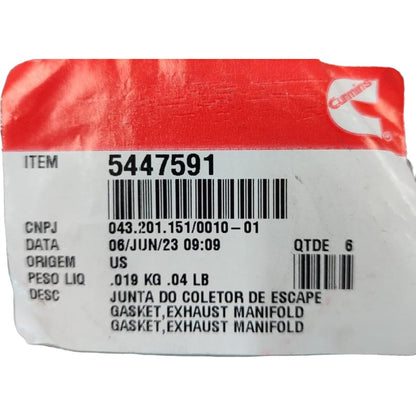 Cummins
ITEM 5447591
CNPJ 043.201.151/0010-01
DATA 06/JUN/23 09:09 QTDE 6
ORIGEM US
PESO LIQ .019 KG .04 LB
DESC JUNTA DO COLETOR DE ESCAPE
GASKET,EXHAUST MANIFOLD
GASKET,EXHAUST MANIFOLD